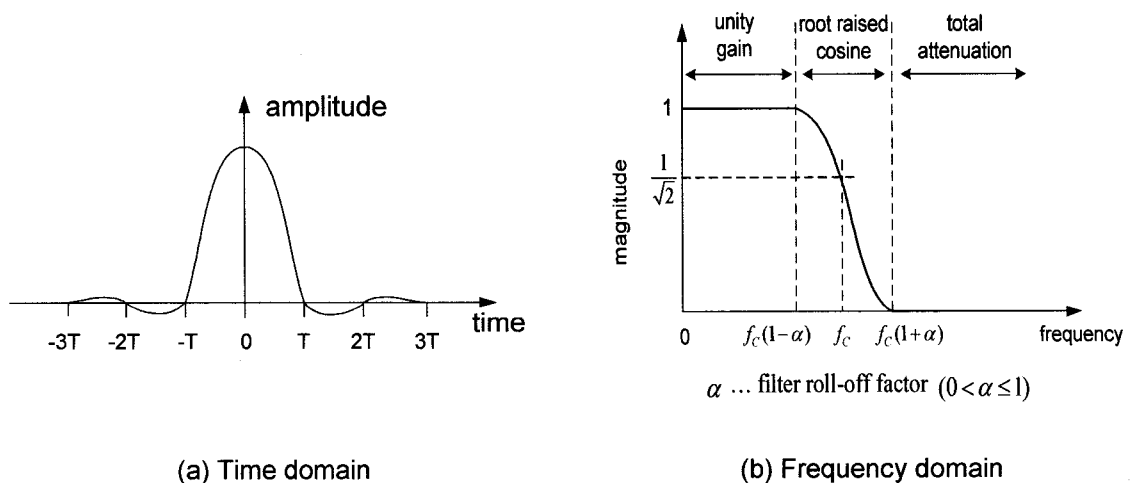 amplitude
time
-3T -2T -T 0 T 2T 3T
(a) Time domain
unity gain
root raised cosine
total attenuation
magnitude
1
1/√2
0 f_C(1-α) f_C f_C(1+α) frequency
α ... filter roll-off factor (0<α≤1)
(b) Frequency domain